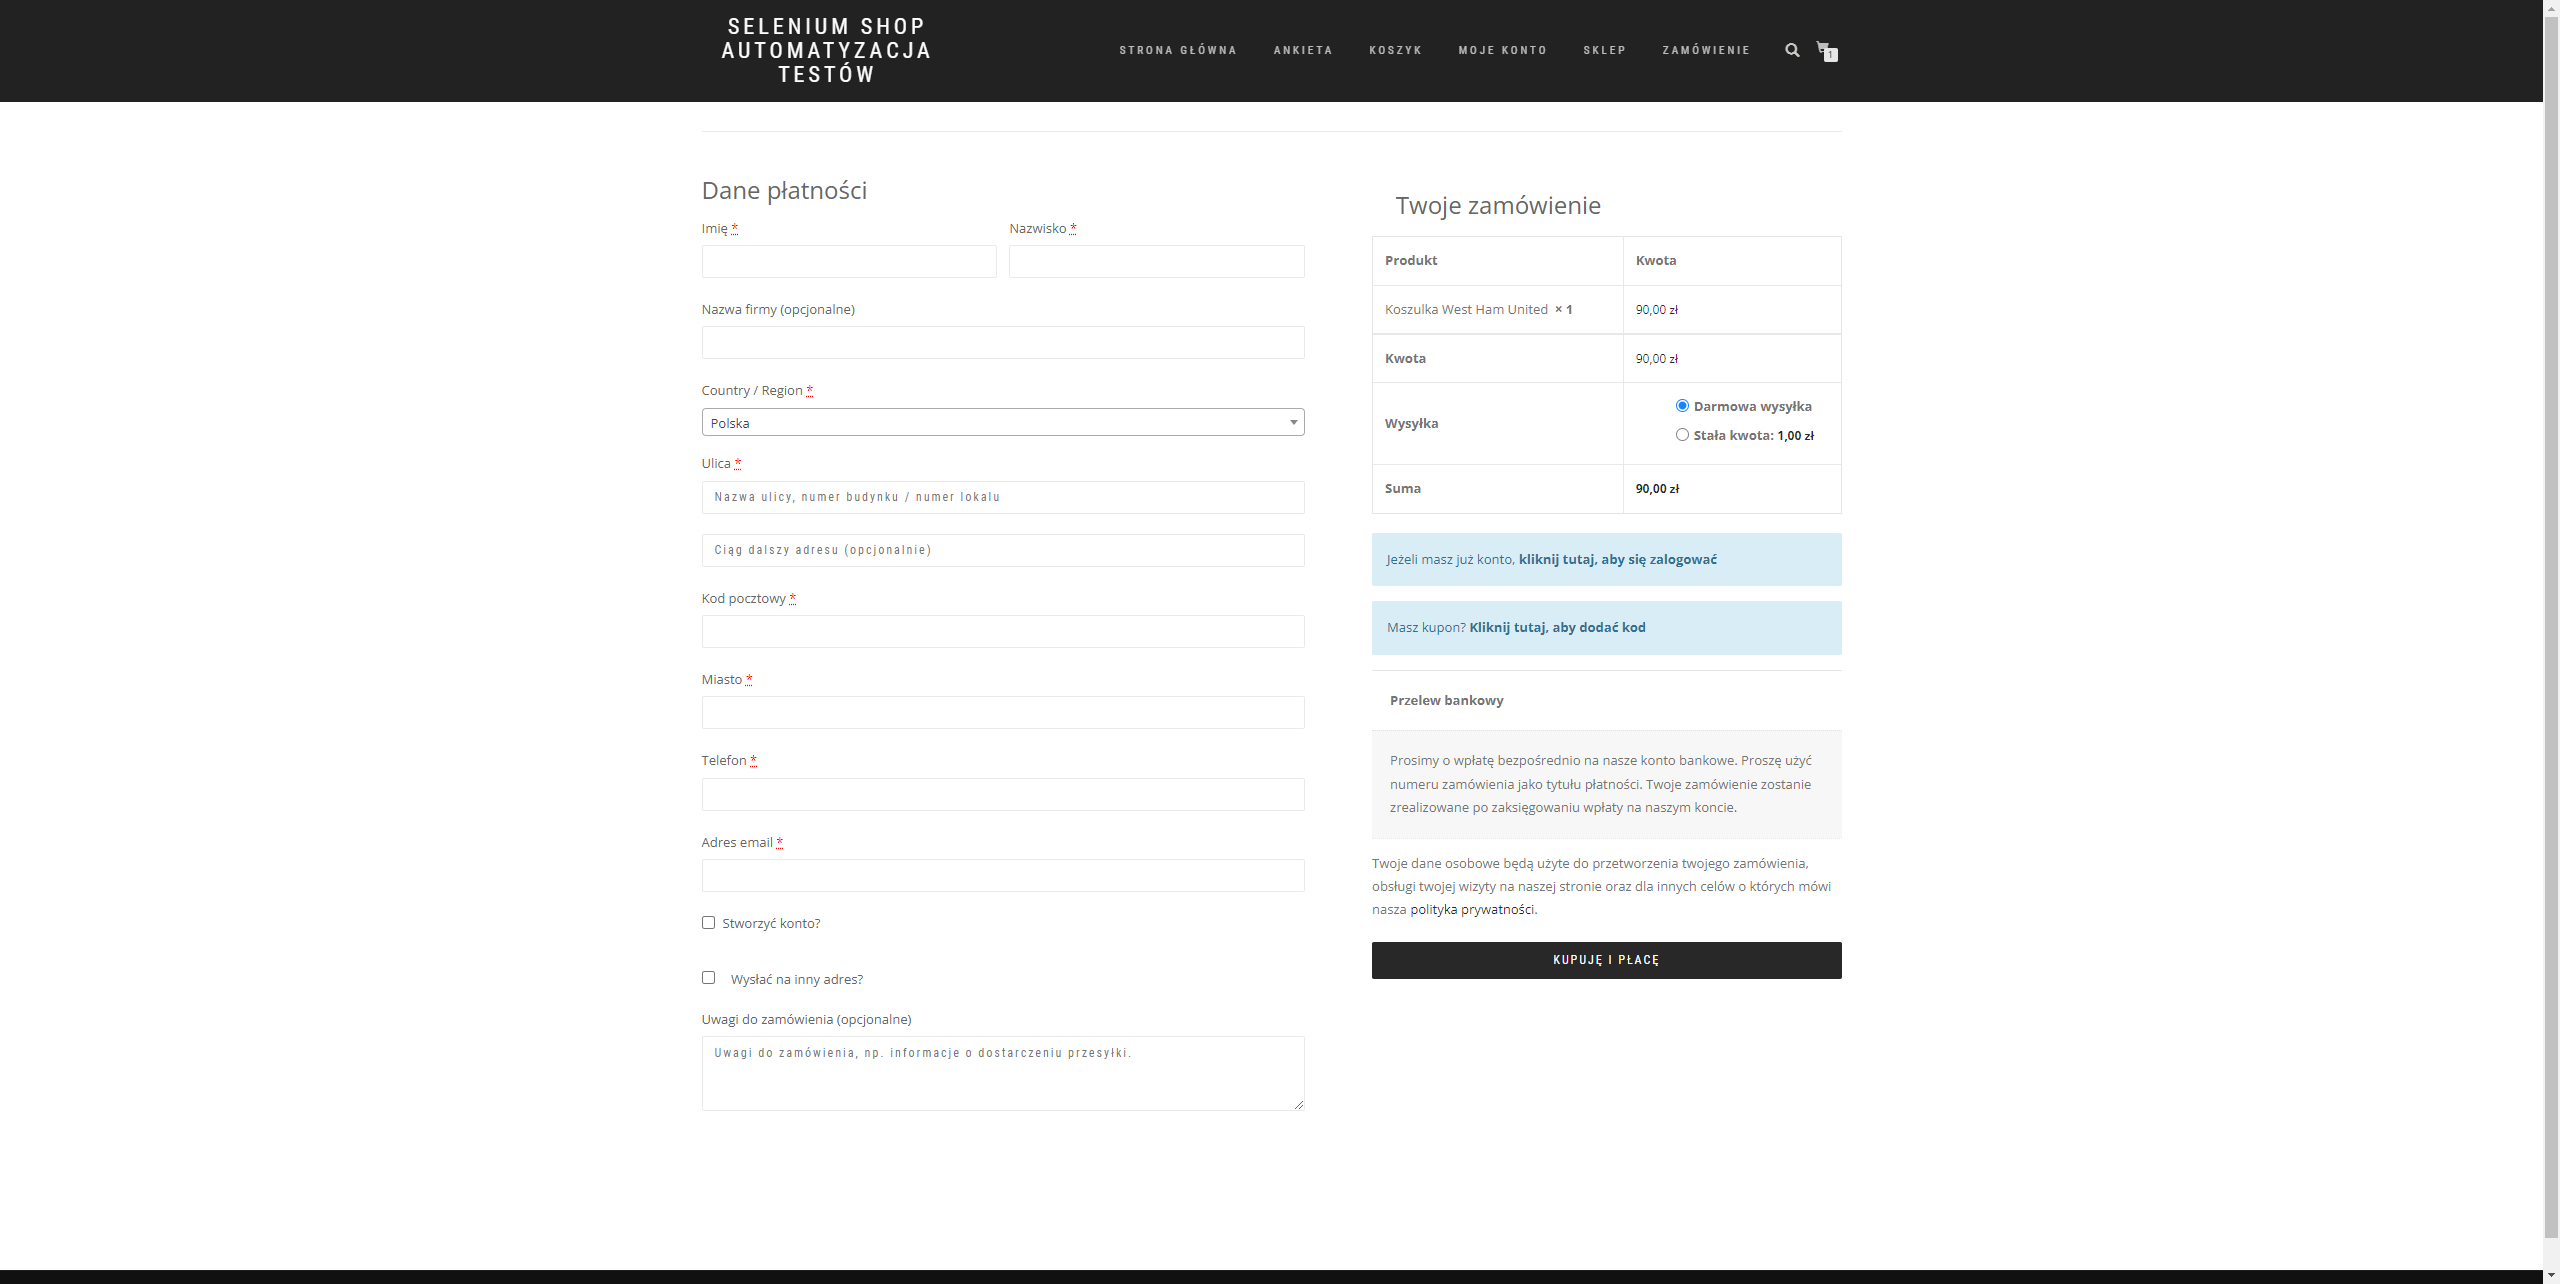 SELENIUM SHOP
AUTOMATYZACJA
TESTÓW
STRONA GŁÓWNA
ANKIETA
KOSZYK
MOJE KONTO
SKLEP
ZAMÓWIENIE
1
Dane płatności
Imię *
Nazwisko *
Nazwa firmy (opcjonalne)
Country / Region *
Polska
Ulica *
Nazwa ulicy, numer budynku / numer lokalu
Ciąg dalszy adresu (opcjonalnie)
Kod pocztowy *
Miasto *
Telefon *
Adres email *
Stworzyć konto?
Wysłać na inny adres?
Uwagi do zamówienia (opcjonalne)
Uwagi do zamówienia, np. informacje o dostarczeniu przesyłki.
Twoje zamówienie
Produkt Kwota
Koszulka West Ham United × 1 90,00 zł
Kwota 90,00 zł
Wysyłka
Darmowa wysyłka
Stała kwota: 1,00 zł
Suma 90,00 zł
Jeżeli masz już konto, kliknij tutaj, aby się zalogować
Masz kupon? Kliknij tutaj, aby dodać kod
Przelew bankowy
Prosimy o wpłatę bezpośrednio na nasze konto bankowe. Proszę użyć
numeru zamówienia jako tytułu płatności. Twoje zamówienie zostanie
zrealizowane po zaksięgowaniu wpłaty na naszym koncie.
Twoje dane osobowe będą użyte do przetworzenia twojego zamówienia,
obsługi twojej wizyty na naszej stronie oraz dla innych celów o których mówi
nasza polityka prywatności.
KUPUJĘ I PŁACĘ